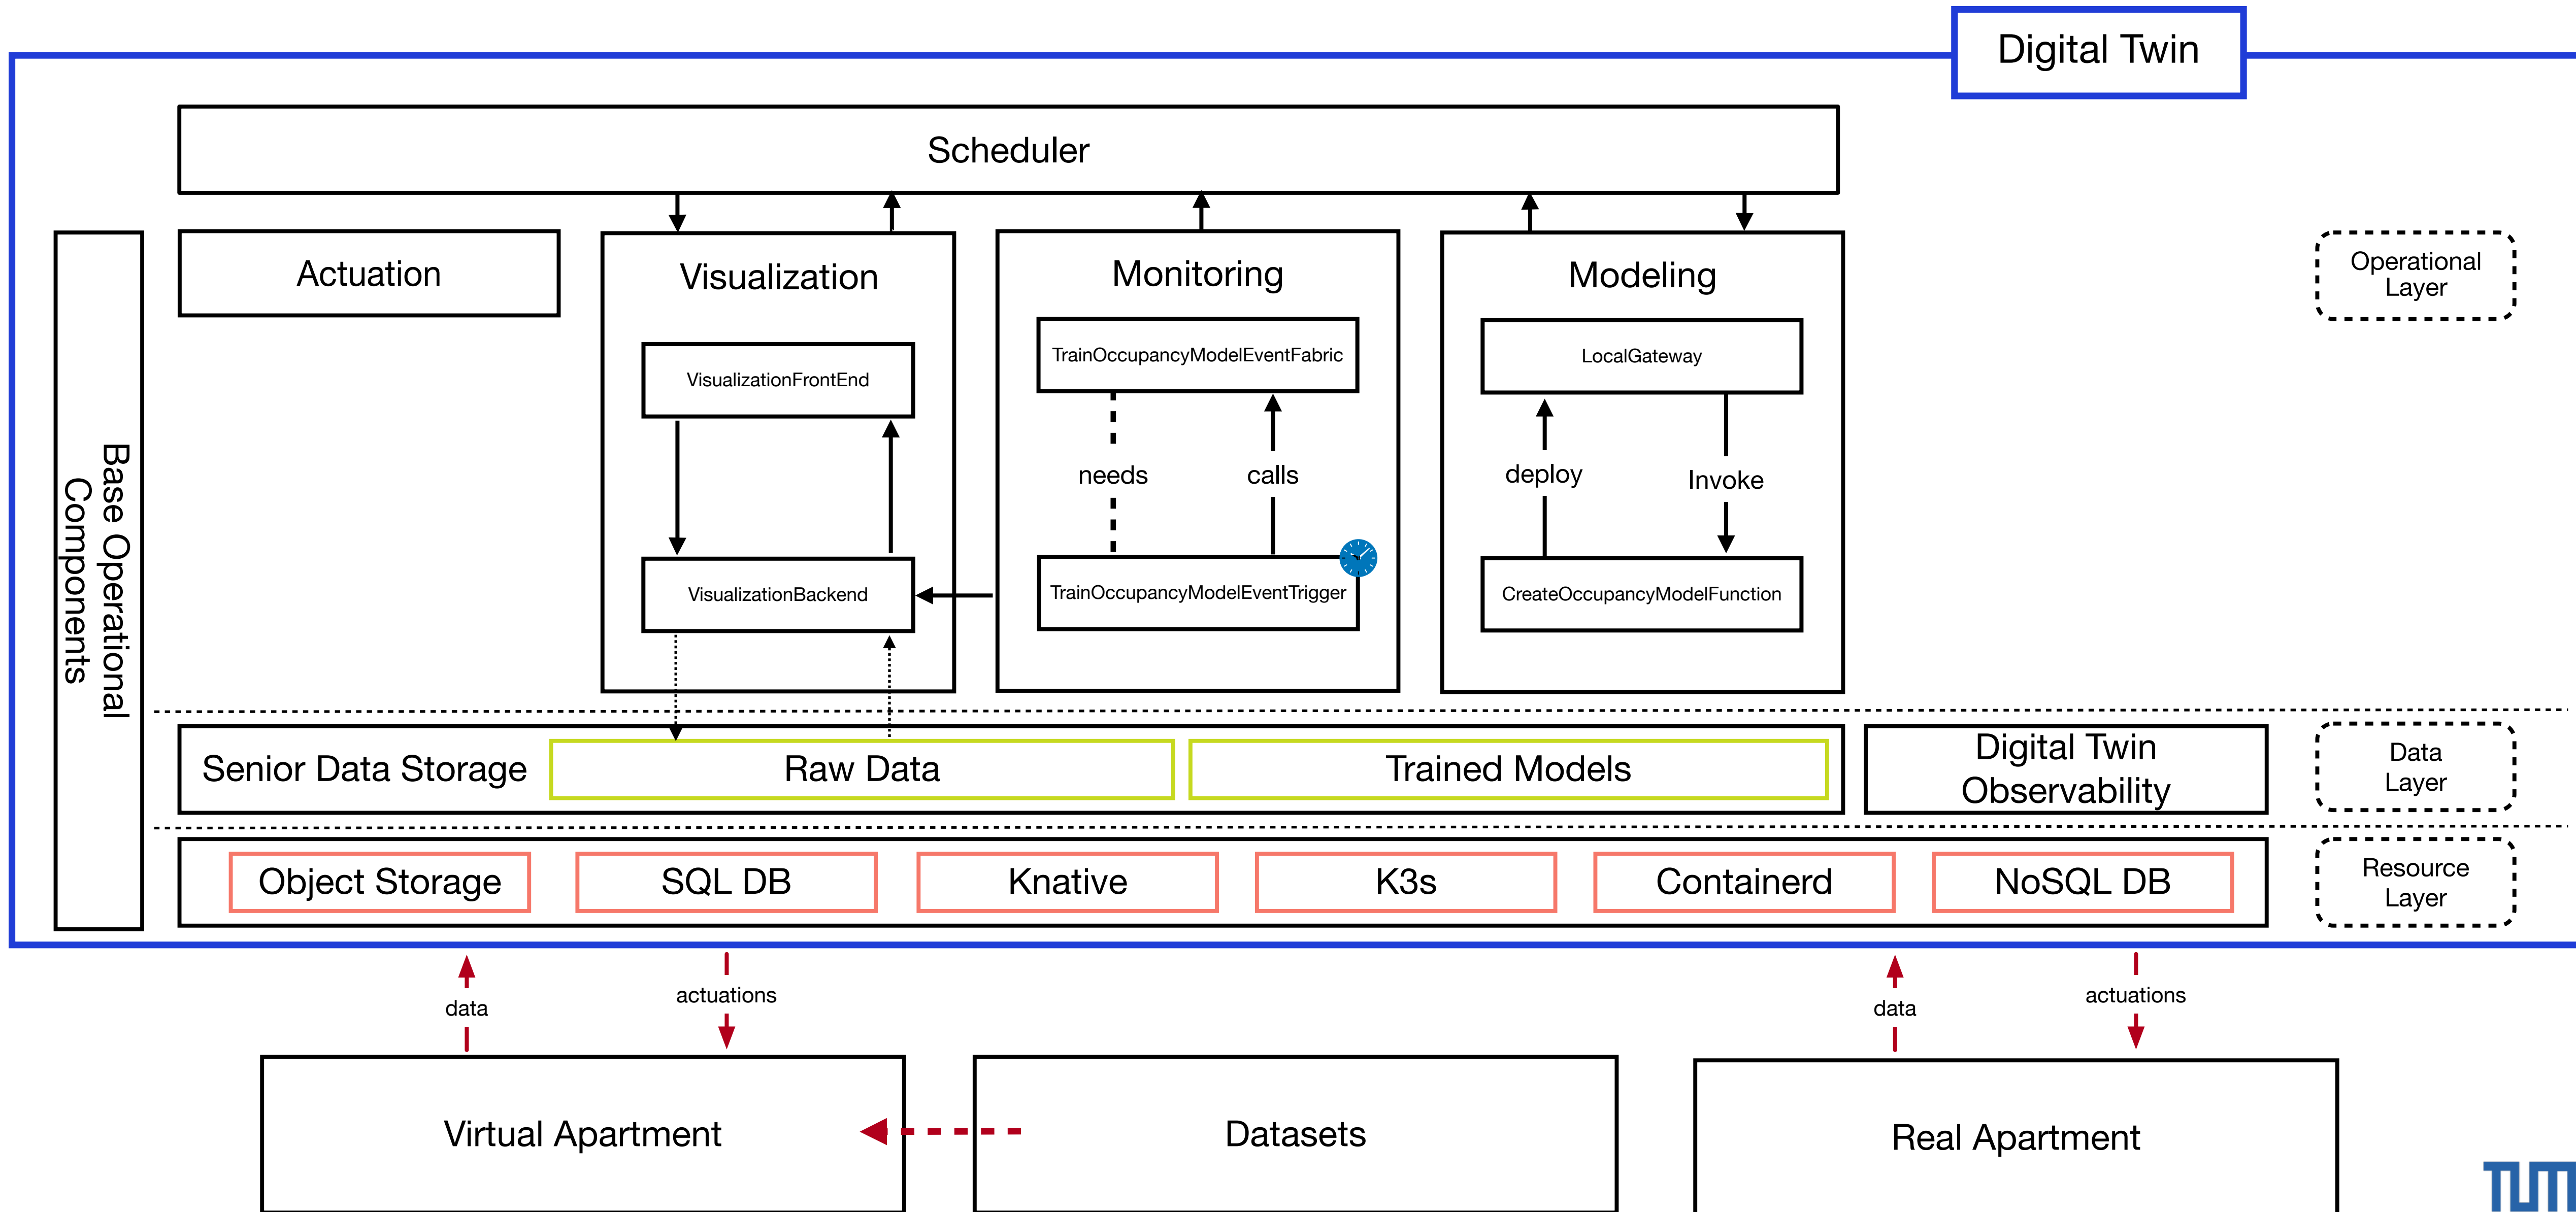 Digital Twin
Scheduler
Base Operational
Components
Actuation
Visualization
VisualizationFrontEnd
VisualizationBackend
Monitoring
TrainOccupancyModelEventFabric
needs
calls
TrainOccupancyModelEventTrigger
Modeling
LocalGateway
deploy
Invoke
CreateOccupancyModelFunction
Operational
Layer
Senior Data Storage
Raw Data
Trained Models
Digital Twin
Observability
Data
Layer
Object Storage
SQL DB
Knative
K3s
Containerd
NoSQL DB
Resource
Layer
data
actuations
data
actuations
Virtual Apartment
Datasets
Real Apartment
TUM